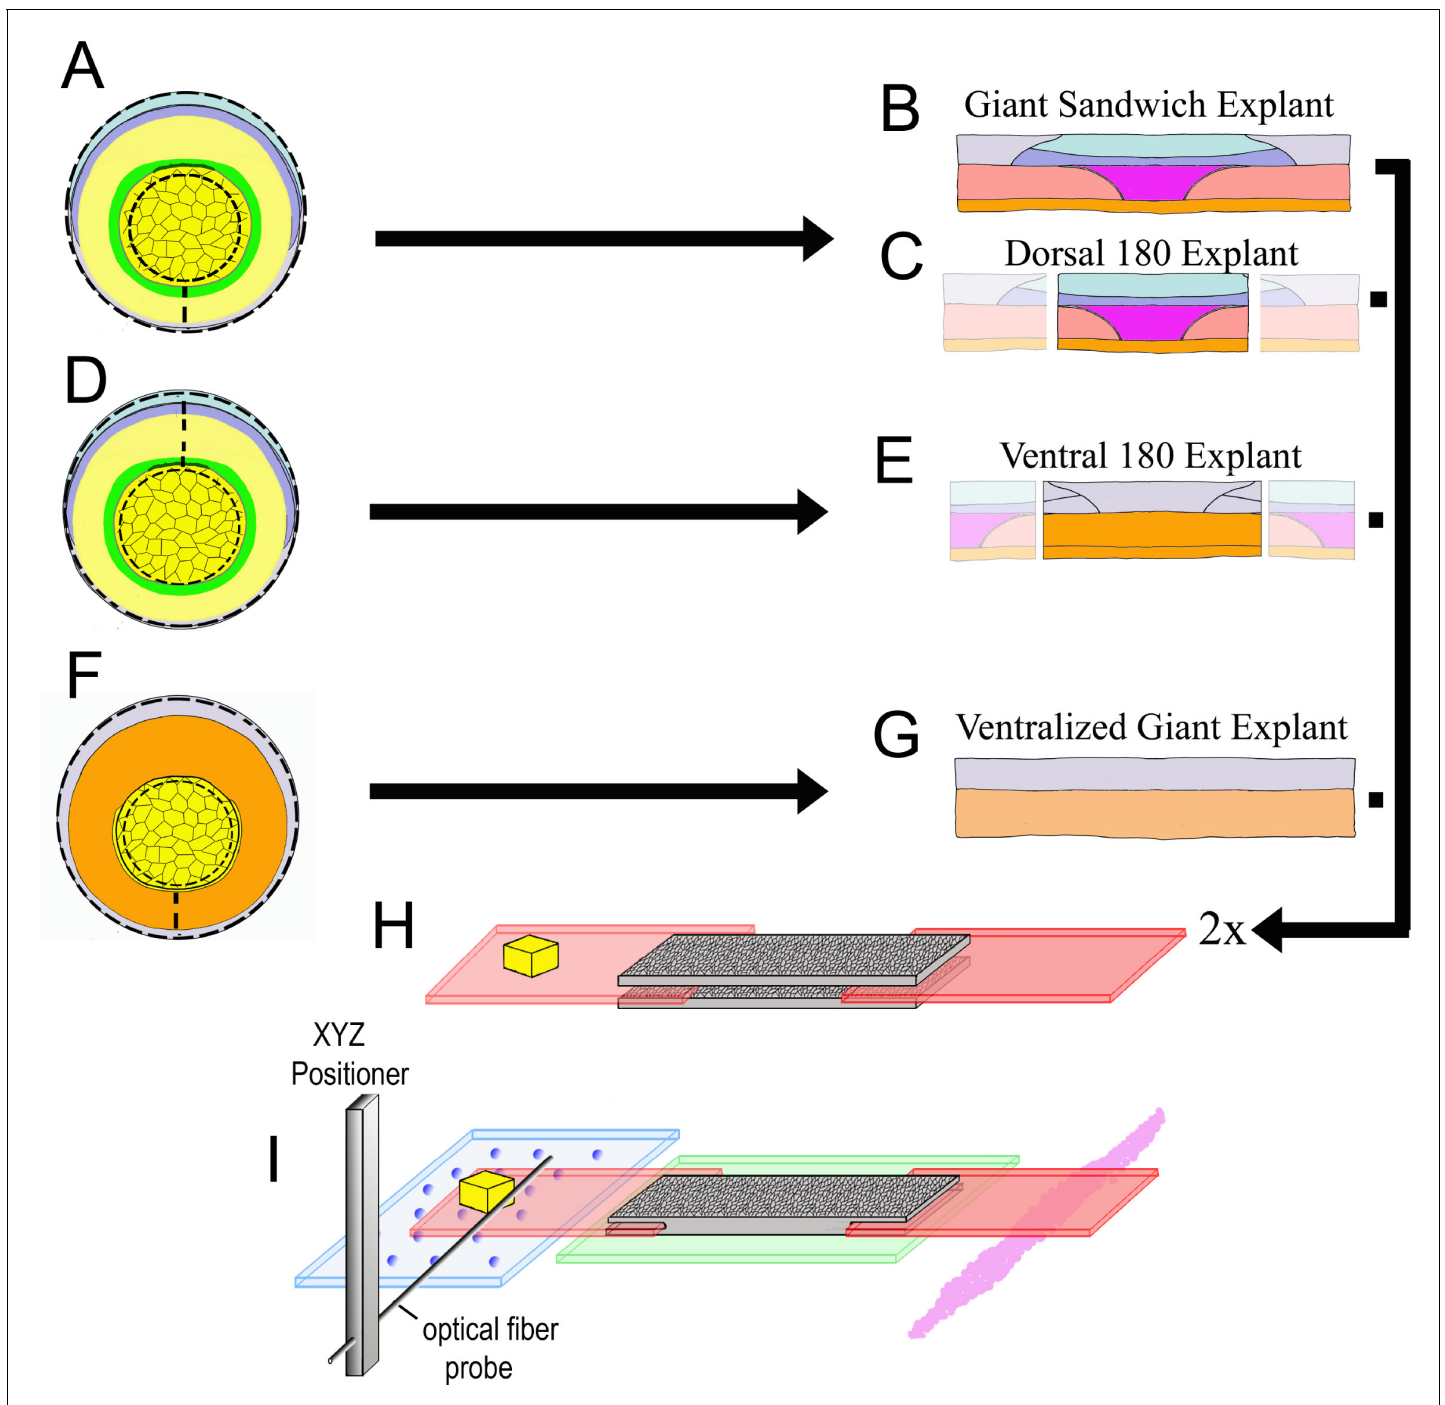 A
B
Giant Sandwich Explant
C
Dorsal 180 Explant
D
E
Ventral 180 Explant
F
G
Ventralized Giant Explant
H
2x
XYZ
Positioner
I
optical fiber
probe